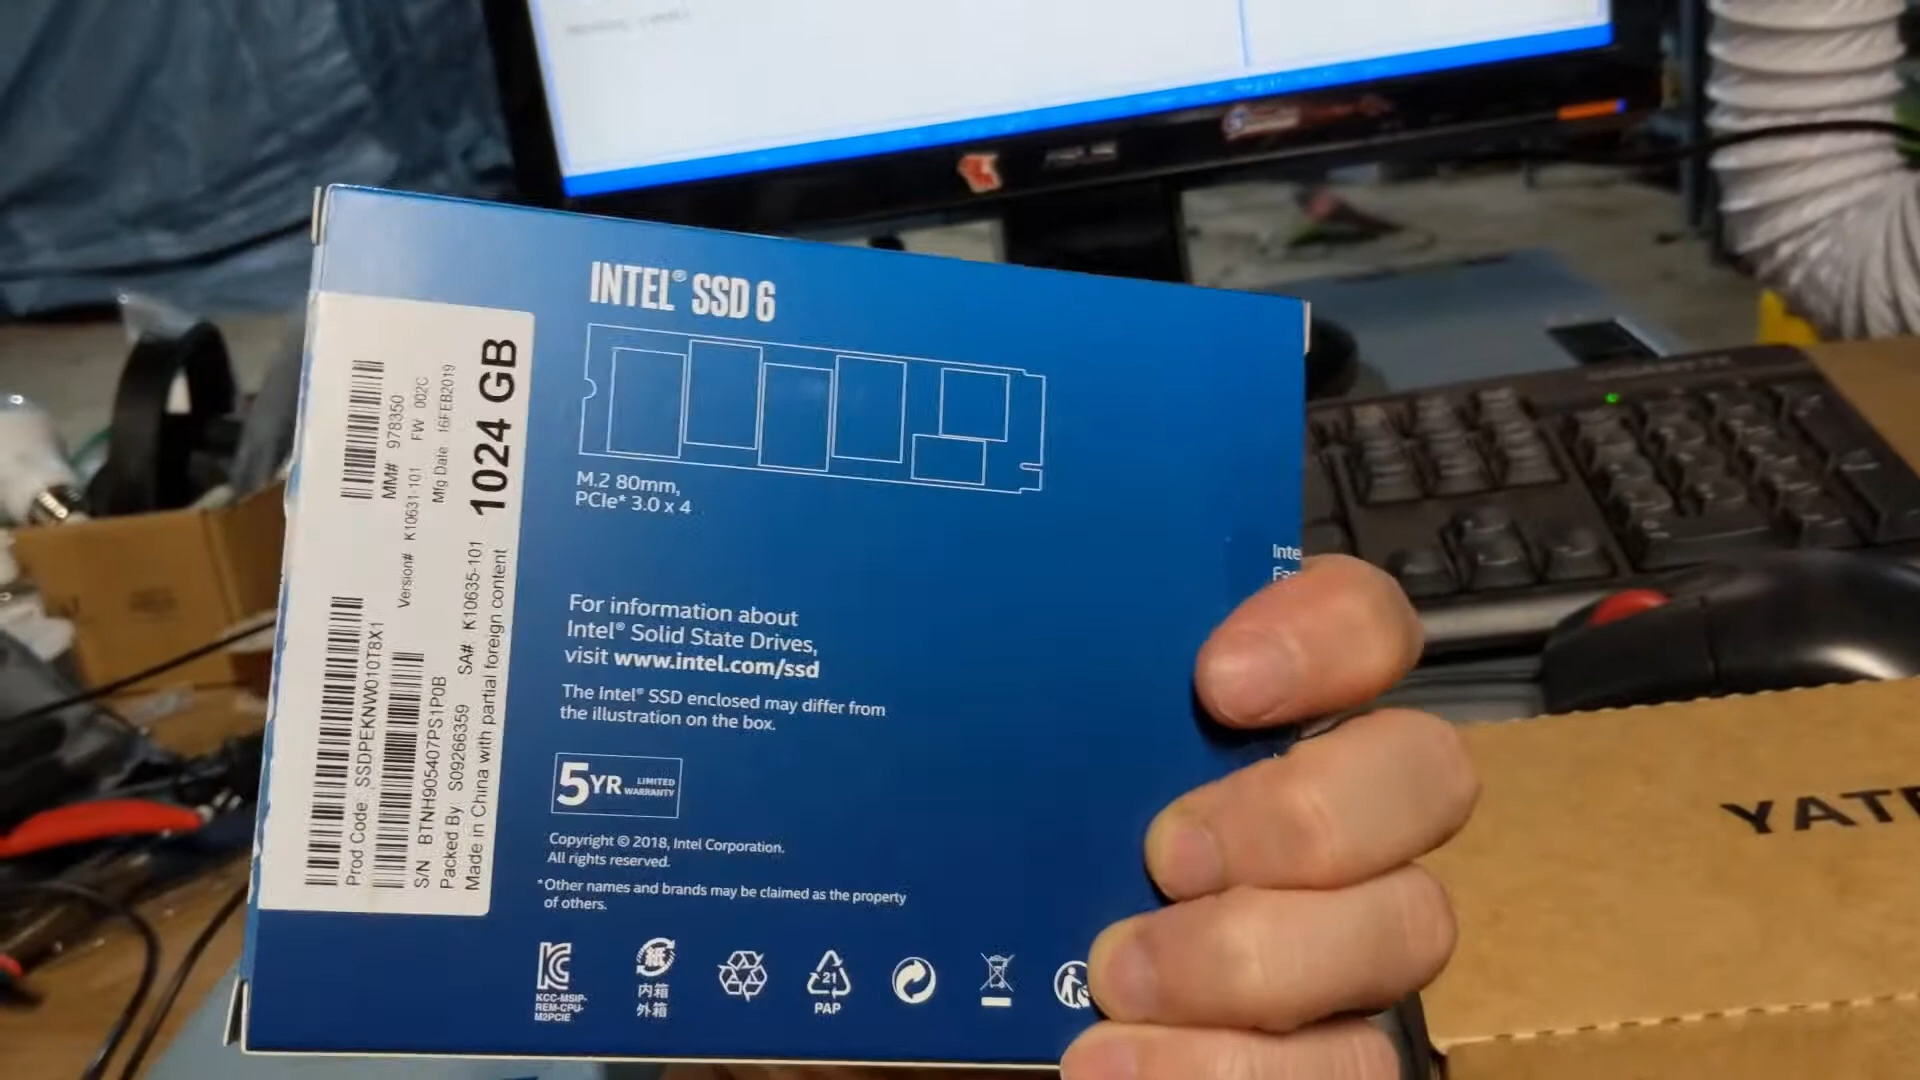 INTEL® SSD 6
M.2 80mm,
PCIe* 3.0 x 4
For information about
Intel® Solid State Drives,
visit www.intel.com/ssd
The Intel® SSD enclosed may differ from
the illustration on the box.
5YR LIMITED
WARRANTY
Copyright © 2018, Intel Corporation.
All rights reserved.
*Other names and brands may be claimed as the property
of others.
KCC-MSIP-
REM-CPU-
M2PCIE
紙
内箱
外箱
21
PAP
Inte
MM# 978350
Version# K10631-101 FW 002C
Mfg Date 16FEB2019
1024 GB
Prod Code: SSDPEKNW010T8X1
S/N BTNH905407PS1P0B
Packed By: S09266359 SA# K10635-101
Made in China with partial foreign content
YAT